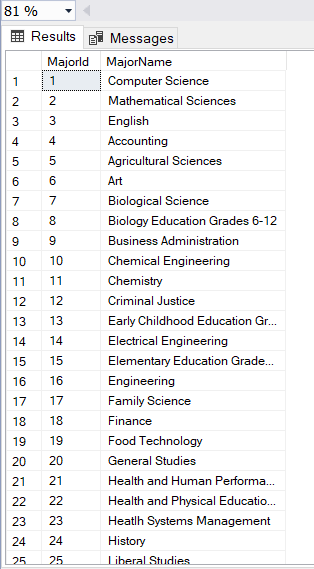 81 %
Results Messages
MajorId MajorName
1 1 Computer Science
2 2 Mathematical Sciences
3 3 English
4 4 Accounting
5 5 Agricultural Sciences
6 6 Art
7 7 Biological Science
8 8 Biology Education Grades 6-12
9 9 Business Administration
10 10 Chemical Engineering
11 11 Chemistry
12 12 Criminal Justice
13 13 Early Childhood Education Gr...
14 14 Electrical Engineering
15 15 Elementary Education Grade...
16 16 Engineering
17 17 Family Science
18 18 Finance
19 19 Food Technology
20 20 General Studies
21 21 Health and Human Performa...
22 22 Health and Physical Educatio...
23 23 Heatlh Systems Management
24 24 History
25 25 Liberal Studies